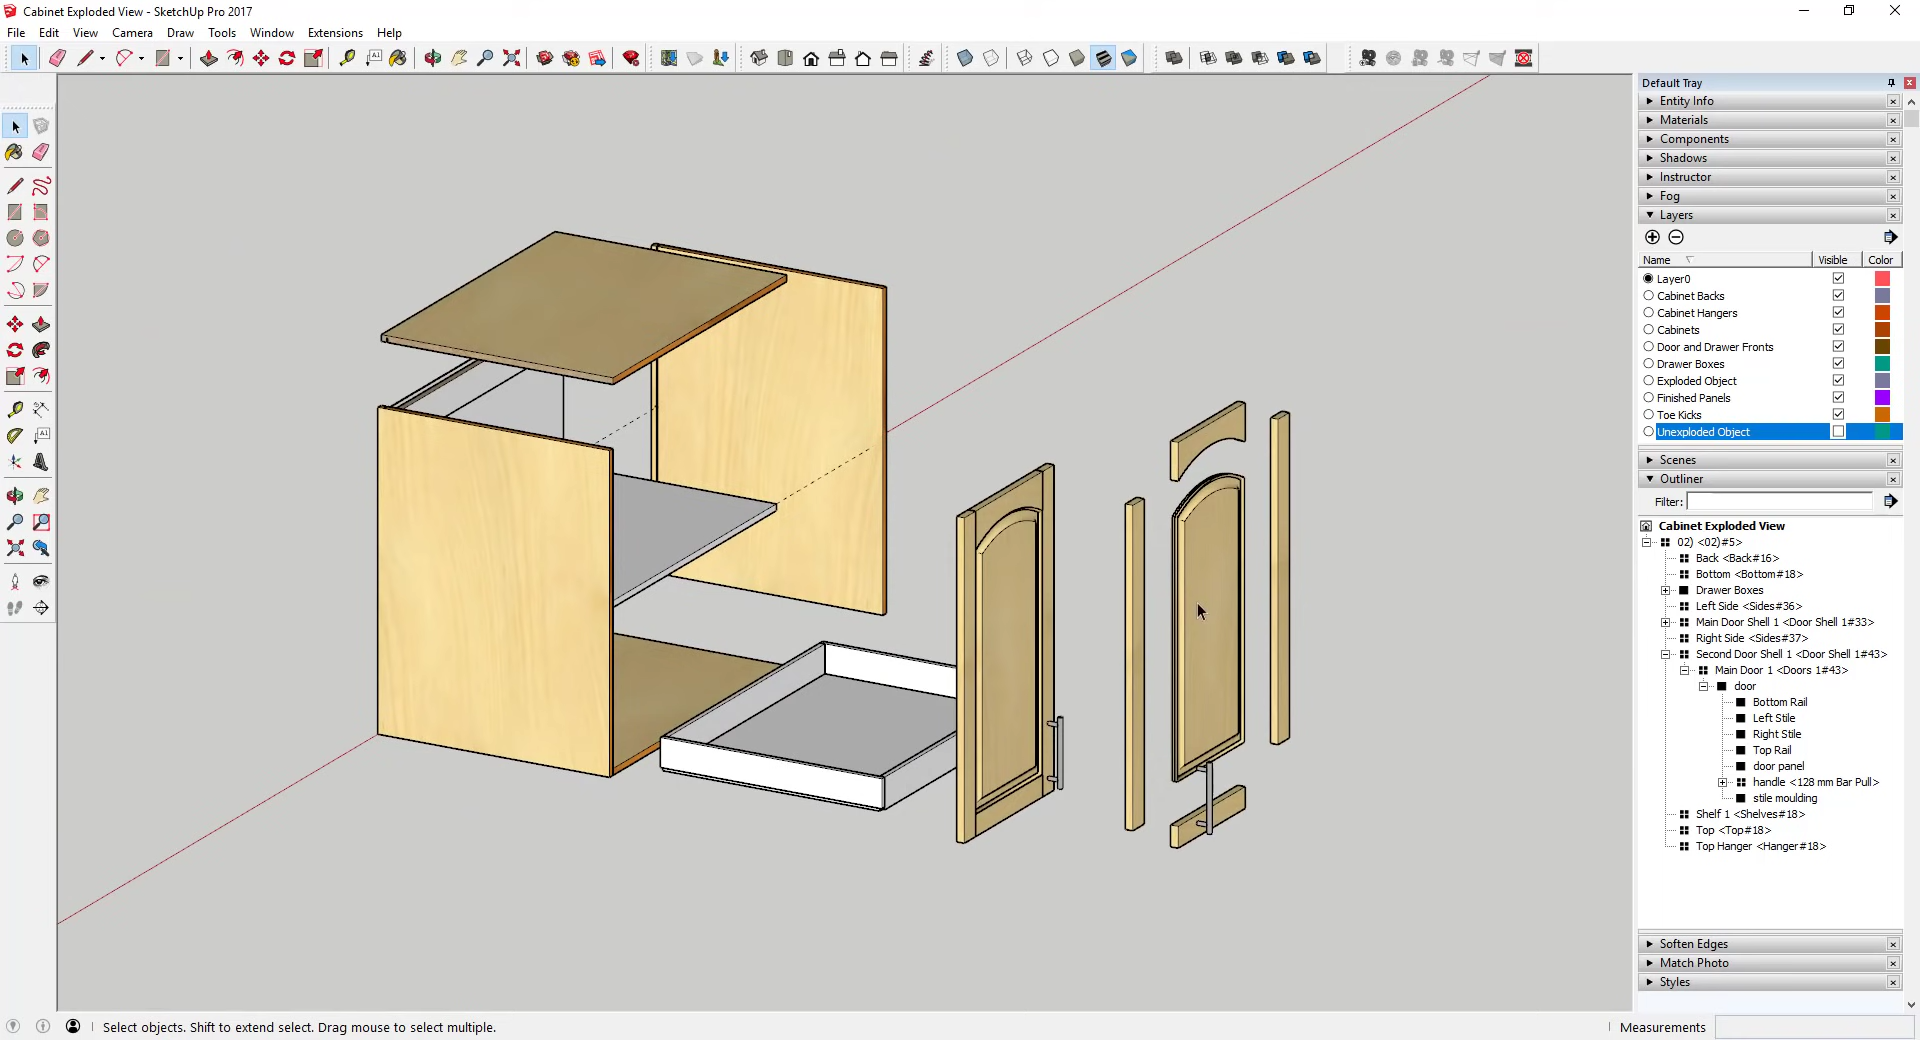 Cabinet Exploded View - SketchUp Pro 2017
File Edit View Camera Draw Tools Window Extensions Help
Default Tray
Entity Info
Materials
Components
Shadows
Instructor
Fog
Layers
Name Visible Color
Layer0
Cabinet Backs
Cabinet Hangers
Cabinets
Door and Drawer Fronts
Drawer Boxes
Exploded Object
Finished Panels
Toe Kicks
Unexploded Object
Scenes
Outliner
Filter:
Cabinet Exploded View
02) <02)#5>
Back <Back#16>
Bottom <Bottom#18>
Drawer Boxes
Left Side <Sides#36>
Main Door Shell 1 <Door Shell 1#33>
Right Side <Sides#37>
Second Door Shell 1 <Door Shell 1#43>
Main Door 1 <Doors 1#43>
door
Bottom Rail
Left Stile
Right Stile
Top Rail
door panel
handle <128 mm Bar Pull>
stile moulding
Shelf 1 <Shelves#18>
Top <Top#18>
Top Hanger <Hanger#18>
Soften Edges
Match Photo
Styles
Select objects. Shift to extend select. Drag mouse to select multiple.
Measurements